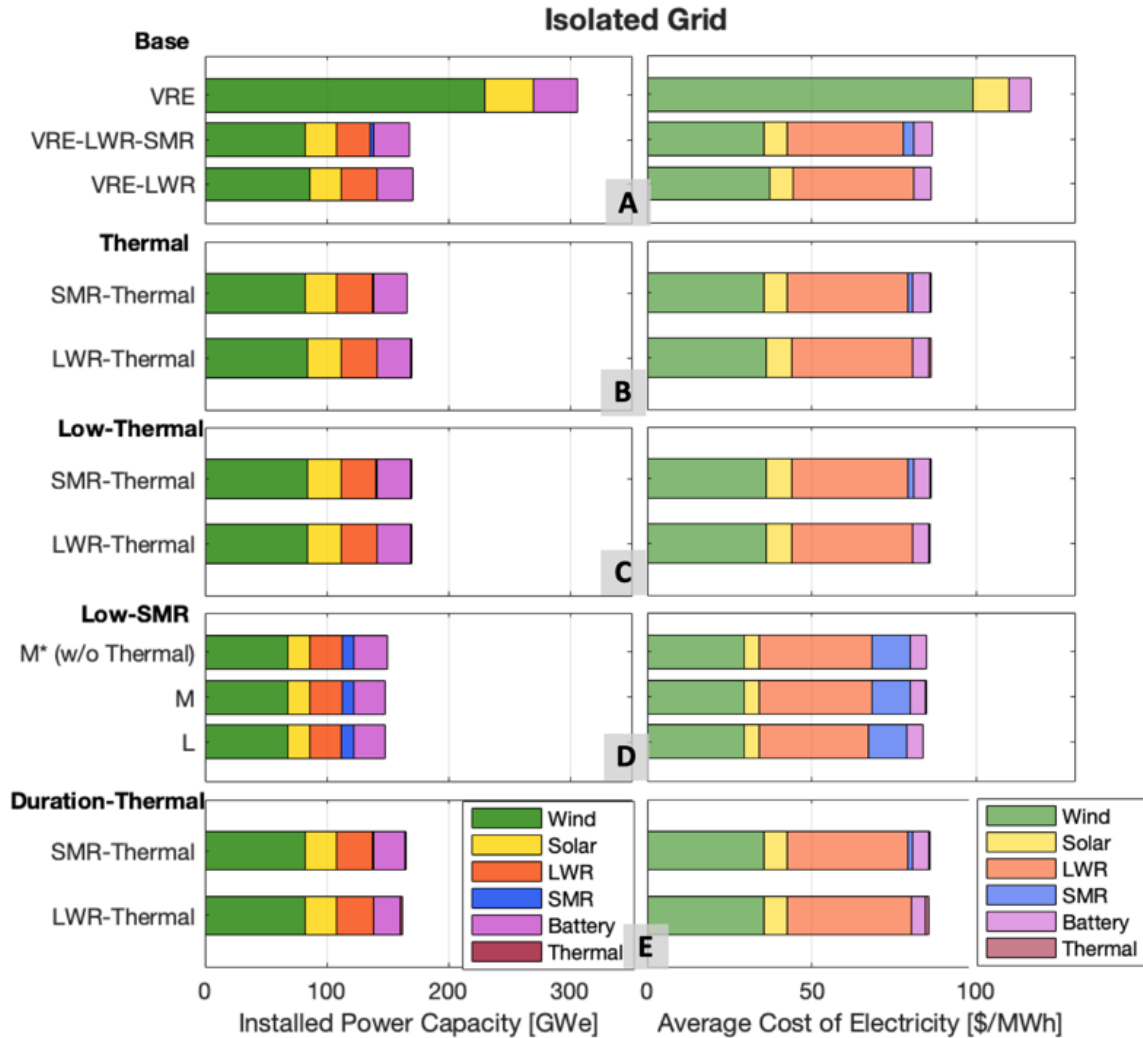 Isolated Grid
Base
VRE
VRE-LWR-SMR
VRE-LWR
A
Thermal
SMR-Thermal
LWR-Thermal
B
Low-Thermal
SMR-Thermal
LWR-Thermal
C
Low-SMR
M* (w/o Thermal)
M
L
D
Duration-Thermal
SMR-Thermal
LWR-Thermal
Wind
Solar
LWR
SMR
Battery
Thermal
E
Wind
Solar
LWR
SMR
Battery
Thermal
0 100 200 300
0 50 100
Installed Power Capacity [GWe]
Average Cost of Electricity [$/MWh]